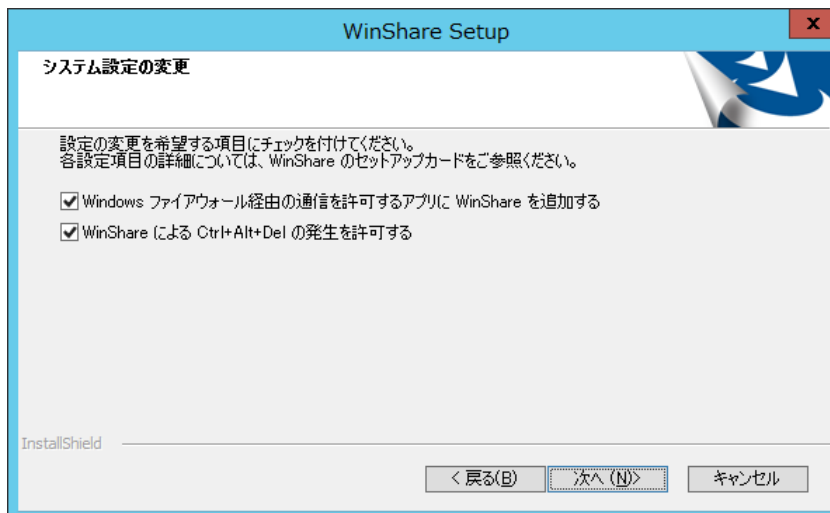 WinShare Setup
x
システム設定の変更
設定の変更を希望する項目にチェックを付けてください。
各設定項目の詳細については、WinShare のセットアップカードをご参照ください。
Windows ファイアウォール経由の通信を許可するアプリに WinShare を追加する
WinShare による Ctrl+Alt+Del の発生を許可する
InstallShield
< 戻る(B) 次へ (N)> キャンセル